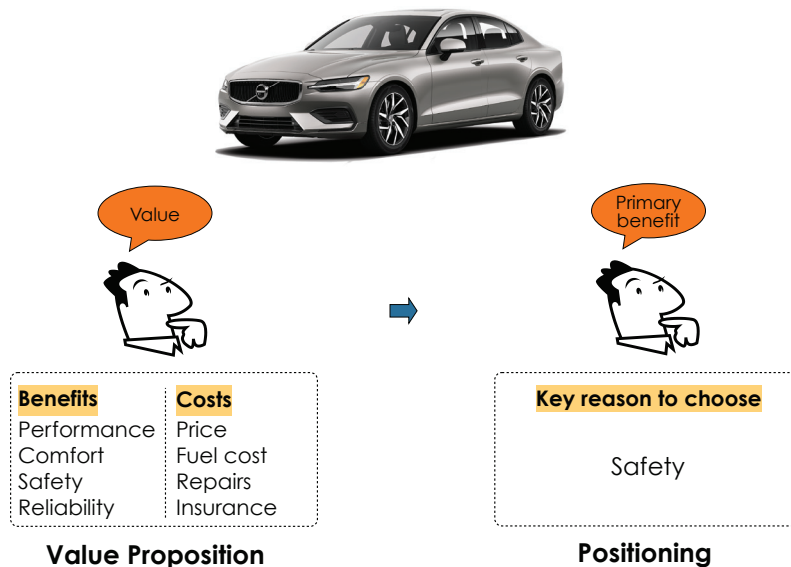 Value
Primary
benefit
Benefits
Performance
Comfort
Safety
Reliability
Costs
Price
Fuel cost
Repairs
Insurance
Value Proposition
Key reason to choose
Safety
Positioning